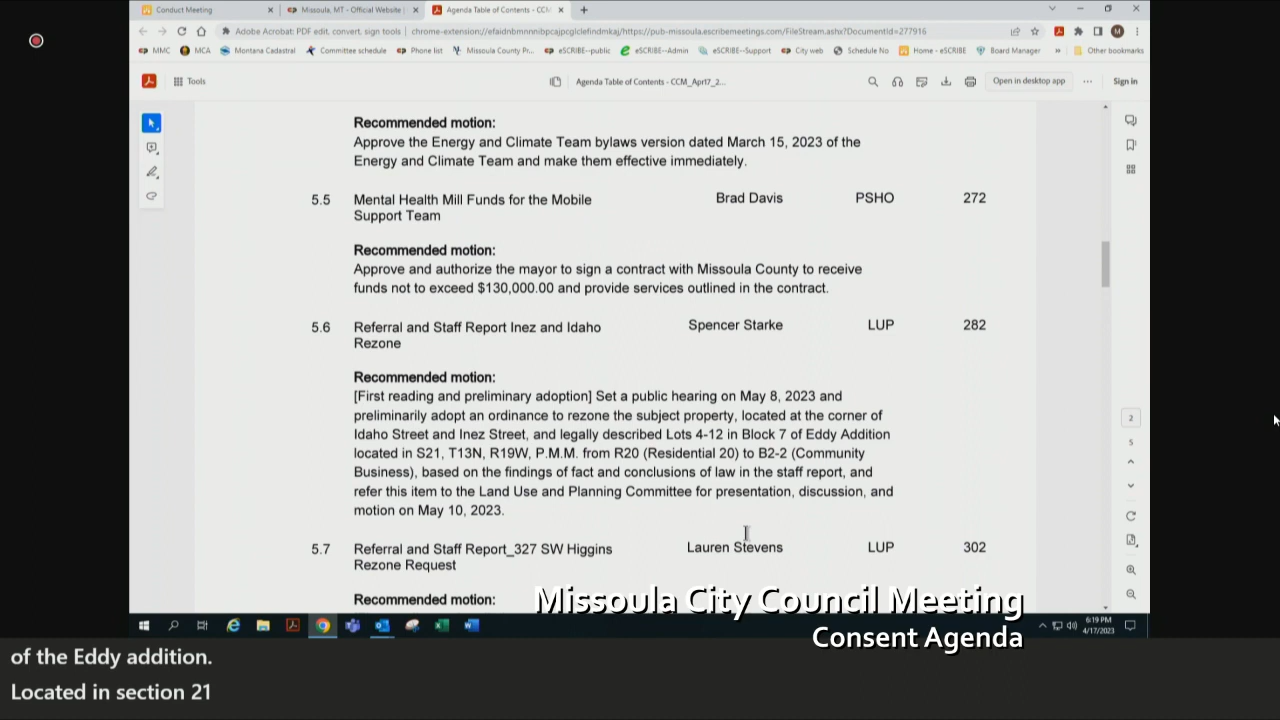 Conduct Meeting
Missoula, MT - Official Website
Agenda Table of Contents - CCM_
Adobe Acrobat: PDF edit, convert, sign tools | chrome-extension://efaidnbmnnnibpcajpcglclefindmkaj/https://pub-missoula.escribemeetings.com/FileStream.ashx?DocumentId=277916
MMC MCA Montana Cadastral Committee schedule Phone list Missoula County Pr... eSCRIBE--public eSCRIBE--Admin eSCRIBE--Support City web Schedule No Home - eSCRIBE Board Manager » Other bookmarks
Tools Agenda Table of Contents - CCM_Apr17_2... Open in desktop app Sign in
Recommended motion:
Approve the Energy and Climate Team bylaws version dated March 15, 2023 of the
Energy and Climate Team and make them effective immediately.
5.5 Mental Health Mill Funds for the Mobile Brad Davis PSHO 272
Support Team
Recommended motion:
Approve and authorize the mayor to sign a contract with Missoula County to receive
funds not to exceed $130,000.00 and provide services outlined in the contract.
5.6 Referral and Staff Report Inez and Idaho Spencer Starke LUP 282
Rezone
Recommended motion:
[First reading and preliminary adoption] Set a public hearing on May 8, 2023 and
preliminarily adopt an ordinance to rezone the subject property, located at the corner of
Idaho Street and Inez Street, and legally described Lots 4-12 in Block 7 of Eddy Addition
located in S21, T13N, R19W, P.M.M. from R20 (Residential 20) to B2-2 (Community
Business), based on the findings of fact and conclusions of law in the staff report, and
refer this item to the Land Use and Planning Committee for presentation, discussion, and
motion on May 10, 2023.
5.7 Referral and Staff Report_327 SW Higgins Lauren Stevens LUP 302
Rezone Request
Recommended motion:
2
5
Missoula City Council Meeting
Consent Agenda
6:19 PM
4/17/2023
of the Eddy addition.
Located in section 21